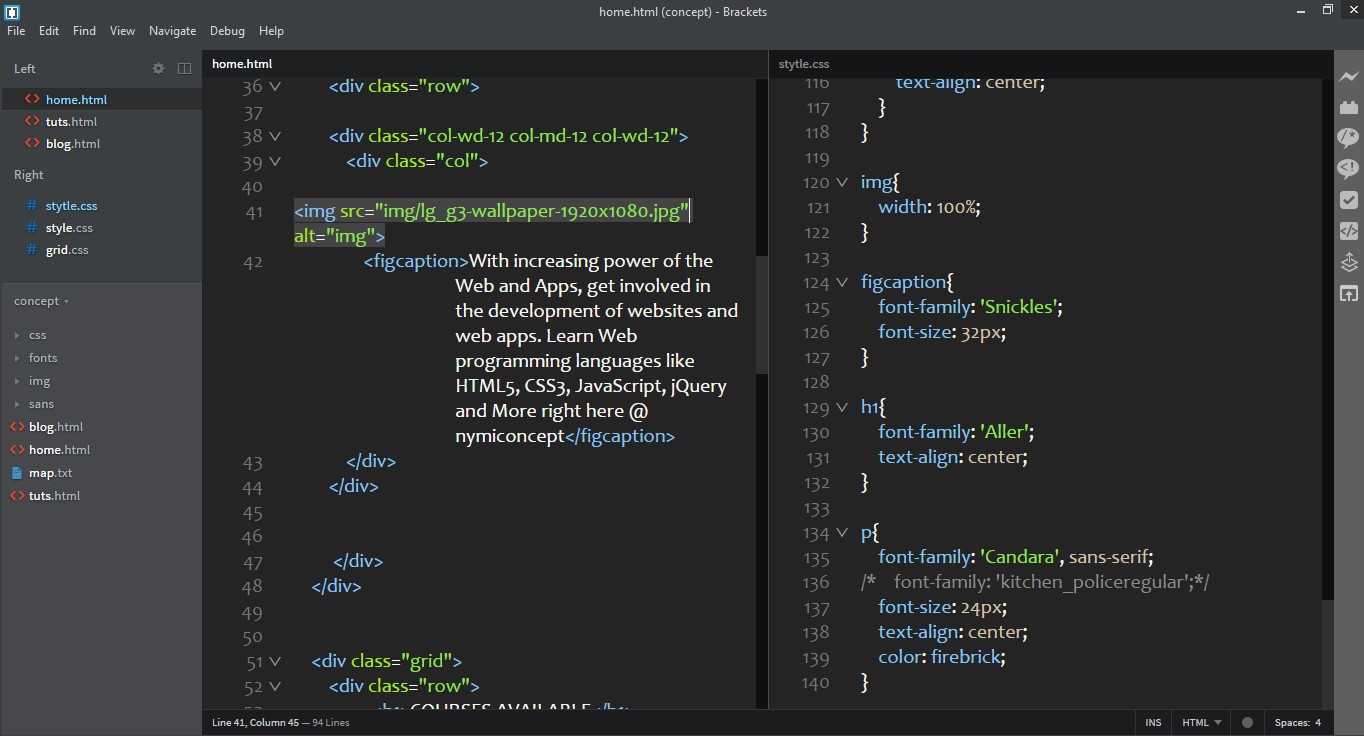 home.html (concept) - Brackets
File Edit Find View Navigate Debug Help
Left
home.html
tuts.html
blog.html
Right
stytle.css
style.css
grid.css
concept
css
fonts
img
sans
blog.html
home.html
map.txt
tuts.html
home.html
36 <div class="row">
37
38 <div class="col-wd-12 col-md-12 col-wd-12">
39 <div class="col">
40
41 <img src="img/lg_g3-wallpaper-1920x1080.jpg"
alt="img">
42 <figcaption>With increasing power of the
Web and Apps, get involved in
the development of websites and
web apps. Learn Web
programming languages like
HTML5, CSS3, JavaScript, jQuery
and More right here @
nymiconcept</figcaption>
43 </div>
44 </div>
45
46
47 </div>
48 </div>
49
50
51 <div class="grid">
52 <div class="row">
53 <h1> COURSES AVAILABLE </h1>
stytle.css
116 text-align: center;
117 }
118 }
119
120 img{
121 width: 100%;
122 }
123
124 figcaption{
125 font-family: 'Snickles';
126 font-size: 32px;
127 }
128
129 h1{
130 font-family: 'Aller';
131 text-align: center;
132 }
133
134 p{
135 font-family: 'Candara', sans-serif;
136 /* font-family: 'kitchen_policeregular';*/
137 font-size: 24px;
138 text-align: center;
139 color: firebrick;
140 }
Line 41, Column 45 — 94 Lines
INS HTML Spaces: 4